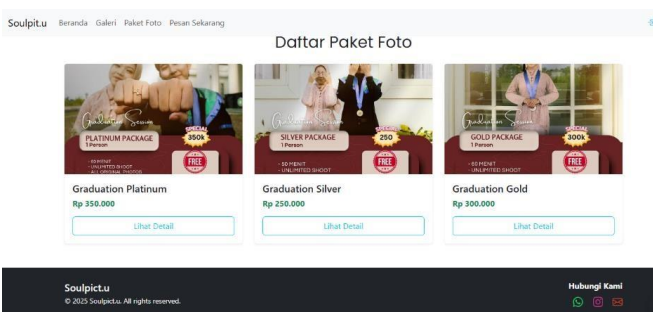 Soulpit.u Beranda Galeri Paket Foto Pesan Sekarang
Daftar Paket Foto
Graduation Session
PLATINUM PACKAGE
1 Person
SPECIAL
350k
- 60 MENIT
- UNLIMITED SHOOT
- ALL ORIGINAL PHOTOS
FREE
Graduation Platinum
Rp 350.000
Lihat Detail
Graduation Session
SILVER PACKAGE
1 Person
SPECIAL
250
- 60 MENIT
- UNLIMITED SHOOT
FREE
Graduation Silver
Rp 250.000
Lihat Detail
Graduation Session
GOLD PACKAGE
1 Person
SPECIAL
300k
- 60 MENIT
- UNLIMITED SHOOT
FREE
Graduation Gold
Rp 300.000
Lihat Detail
Soulpict.u
© 2025 Soulpict.u. All rights reserved.
Hubungi Kami